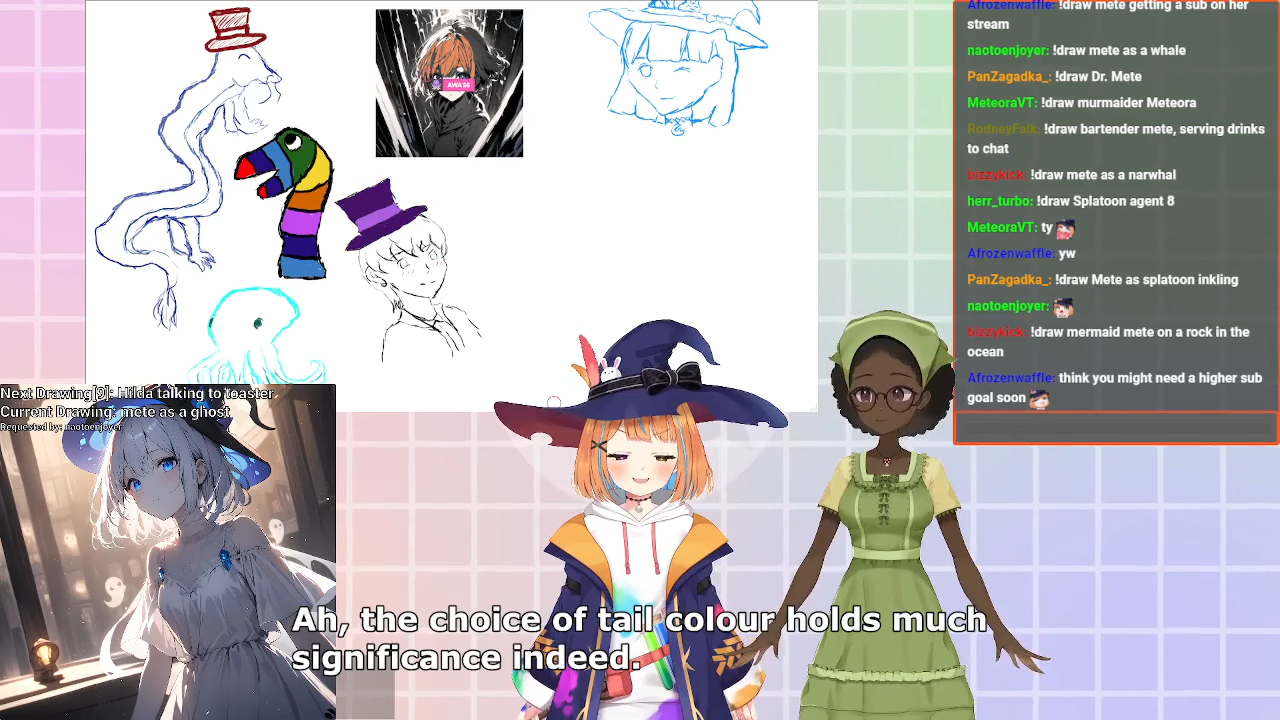 AWASG
Afrozenwaffle: !draw mete getting a sub on her
stream
naotoenjoyer: !draw mete as a whale
PanZagadka_: !draw Dr. Mete
MeteoraVT: !draw murmaider Meteora
RodneyFalk: !draw bartender mete, serving drinks
to chat
bizzykick: !draw mete as a narwhal
herr_turbo: !draw Splatoon agent 8
MeteoraVT: ty
Afrozenwaffle: yw
PanZagadka_: !draw Mete as splatoon inkling
naotoenjoyer:
bizzykick: !draw mermaid mete on a rock in the
ocean
Afrozenwaffle: think you might need a higher sub
goal soon
Next Drawing[9]: Hilda talking to toaster
Current Drawing: mete as a ghost
Requested by: naotoenjoyer
Ah, the choice of tail colour holds much
significance indeed.